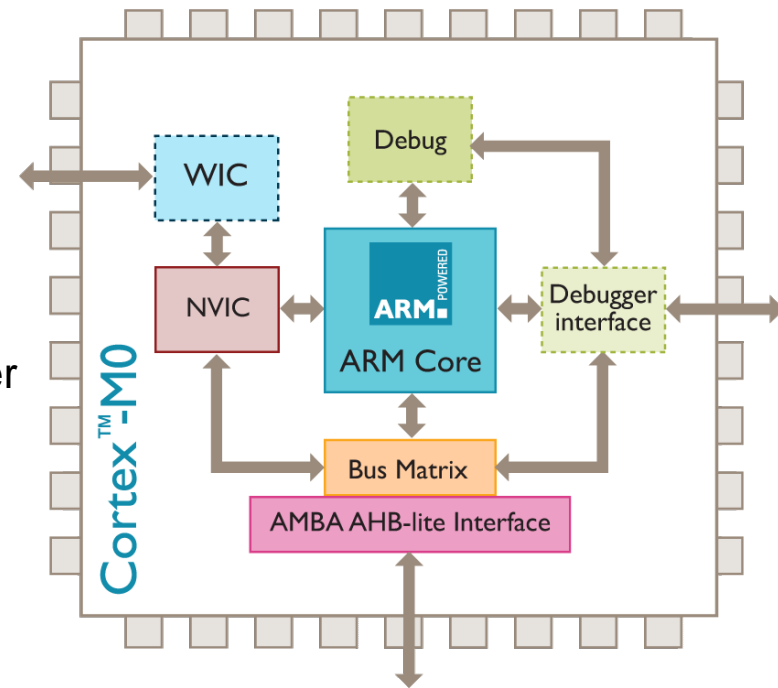 Debug
WIC
POWERED
ARM
NVIC
Debugger
interface
ARM Core
er
Cortex™-M0
Bus Matrix
AMBA AHB-lite Interface